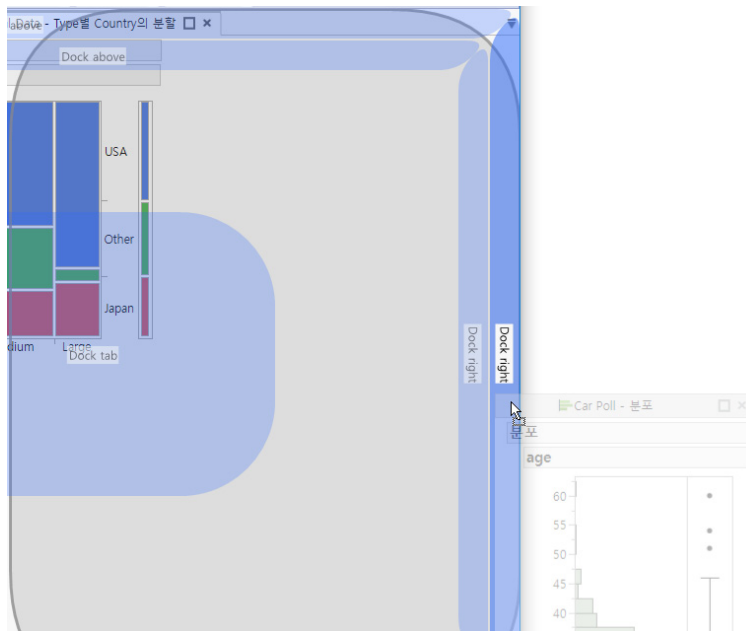 above
l Data - Type별 Country의 분할
Dock above
USA
Other
Japan
dium
Large
Dock tab
Dock right
Dock right
Car Poll - 분포
분포
age
60
55
50
45
40